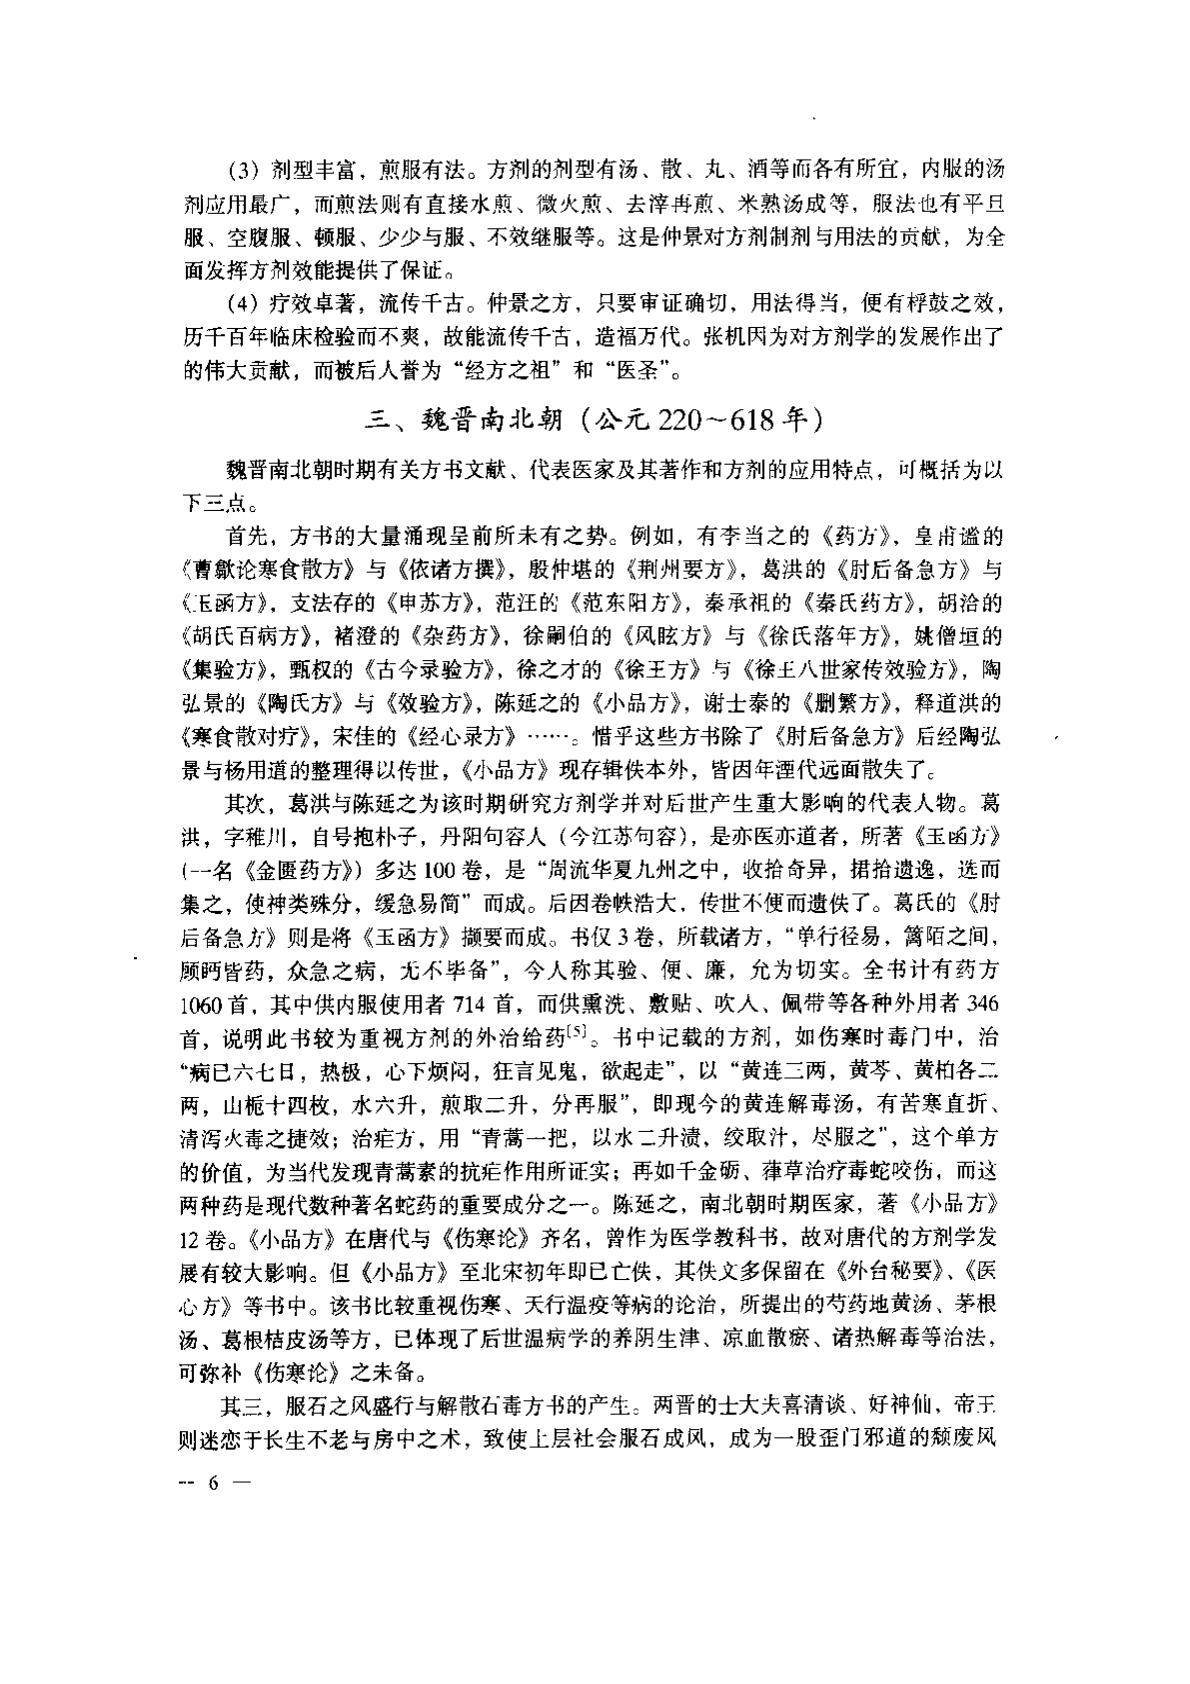 (3) 剂型丰富，煎服有法。方剂的剂型有汤、散、丸、酒等而各有所宜，内服的汤
剂应用最广，而煎法则有直接水煎、微火煎、去滓再煎、米熟汤成等，服法也有平旦
服、空腹服、顿服、少少与服、不效继服等。这是仲景对方剂制剂与用法的贡献，为全
面发挥方剂效能提供了保证。
(4) 疗效卓著，流传千古。仲景之方，只要审证确切，用法得当，便有桴鼓之效，
历千百年临床检验而不爽，故能流传千古，造福万代。张机因为对方剂学的发展作出了
的伟大贡献，而被后人誉为“经方之祖”和“医圣”。
三、魏晋南北朝（公元 220～618 年）
魏晋南北朝时期有关方书文献、代表医家及其著作和方剂的应用特点，可概括为以
下三点。
首先，方书的大量涌现呈前所未有之势。例如，有李当之的《药方》，皇甫谧的
《曹歙论寒食散方》与《依诸方撰》，殷仲堪的《荆州要方》，葛洪的《肘后备急方》与
《玉函方》，支法存的《申苏方》，范汪的《范东阳方》，秦承祖的《秦氏药方》，胡洽的
《胡氏百病方》，褚澄的《杂药方》，徐嗣伯的《风眩方》与《徐氏落年方》，姚僧垣的
《集验方》，甄权的《古今录验方》，徐之才的《徐王方》与《徐王八世家传效验方》，陶
弘景的《陶氏方》与《效验方》，陈延之的《小品方》，谢士泰的《删繁方》，释道洪的
《寒食散对疗》，宋佳的《经心录方》……。惜乎这些方书除了《肘后备急方》后经陶弘
景与杨用道的整理得以传世，《小品方》现存辑佚本外，皆因年湮代远面散失了。
其次，葛洪与陈延之为该时期研究方剂学并对后世产生重大影响的代表人物。葛
洪，字稚川，自号抱朴子，丹阳句容人（今江苏句容），是亦医亦道者，所著《玉函方》
（一名《金匮药方》）多达 100 卷，是“周流华夏九州之中，收拾奇异，捃拾遗逸，选而
集之，使神类殊分，缓急易简”而成。后因卷帙浩大，传世不便而遗佚了。葛氏的《肘
后备急方》则是将《玉函方》撷要而成。书仅 3 卷，所载诸方，“单行径易，篱陌之间，
顾眄皆药，众急之病，无不毕备”，今人称其验、便、廉，允为切实。全书计有药方
1060 首，其中供内服使用者 714 首，而供熏洗、敷贴、吹入、佩带等各种外用者 346
首，说明此书较为重视方剂的外治给药[5]。书中记载的方剂，如伤寒时毒门中，治
“病已六七日，热极，心下烦闷，狂言见鬼，欲起走”，以“黄连三两，黄芩、黄柏各二
两，山栀十四枚，水六升，煎取二升，分再服”，即现今的黄连解毒汤，有苦寒直折、
清泻火毒之捷效；治疟方，用“青蒿一把，以水二升渍，绞取汁，尽服之”，这个单方
的价值，为当代发现青蒿素的抗疟作用所证实；再如千金砺、葎草治疗毒蛇咬伤，而这
两种药是现代数种著名蛇药的重要成分之一。陈延之，南北朝时期医家，著《小品方》
12 卷。《小品方》在唐代与《伤寒论》齐名，曾作为医学教科书，故对唐代的方剂学发
展有较大影响。但《小品方》至北宋初年即已亡佚，其佚文多保留在《外台秘要》、《医
心方》等书中。该书比较重视伤寒、天行温疫等病的论治，所提出的芍药地黄汤、茅根
汤、葛根桔皮汤等方，已体现了后世温病学的养阴生津、凉血散瘀、诸热解毒等治法，
可弥补《伤寒论》之未备。
其三，服石之风盛行与解散石毒方书的产生。两晋的士大夫喜清谈、好神仙，帝王
则迷恋于长生不老与房中之术，致使上层社会服石成风，成为一股歪门邪道的颓废风
— 6 —